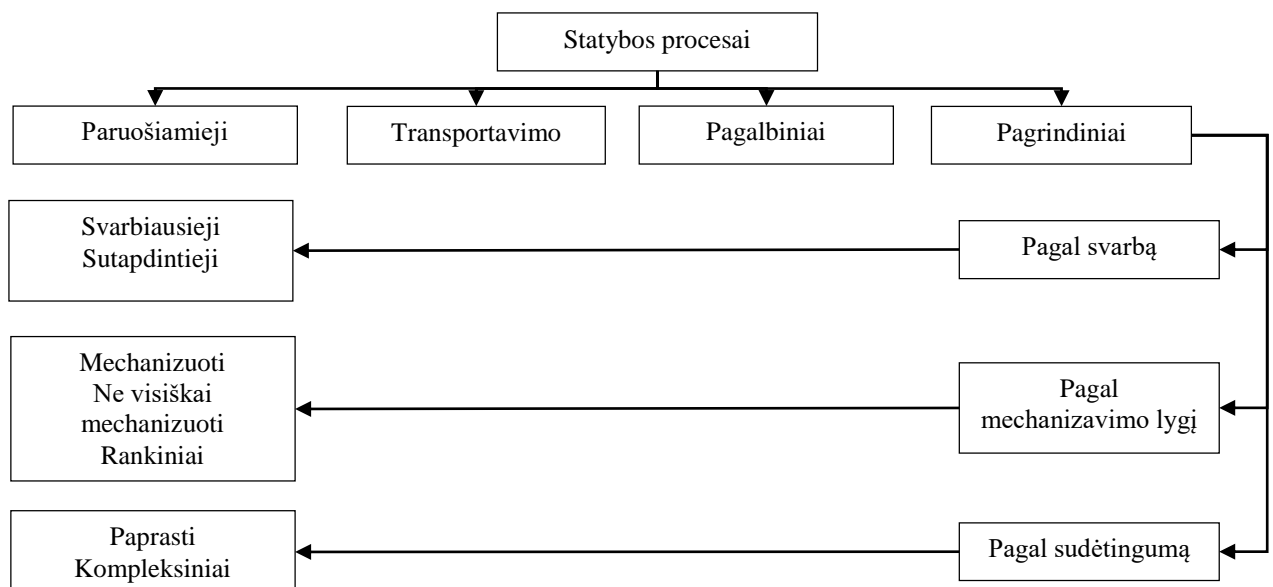 Statybos procesai
Paruošiamieji
Transportavimo
Pagalbiniai
Pagrindiniai
Svarbiausieji
Sutapdintieji
Pagal svarbą
Mechanizuoti
Ne visiškai
mechanizuoti
Rankiniai
Pagal
mechanizavimo lygį
Paprasti
Kompleksiniai
Pagal sudėtingumą